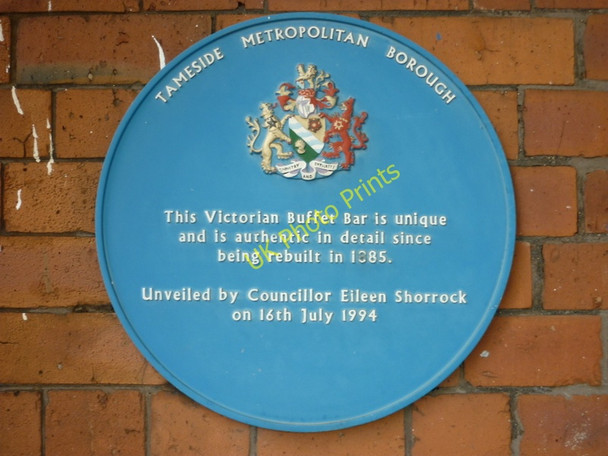 TAMESIDE METROPOLITAN BOROUGH
This Victorian Buffet Bar is unique
and is authentic in detail since
being rebuilt in 1885.
Unveiled by Councillor Eileen Shorrock
on 16th July 1994
UK Photo Prints